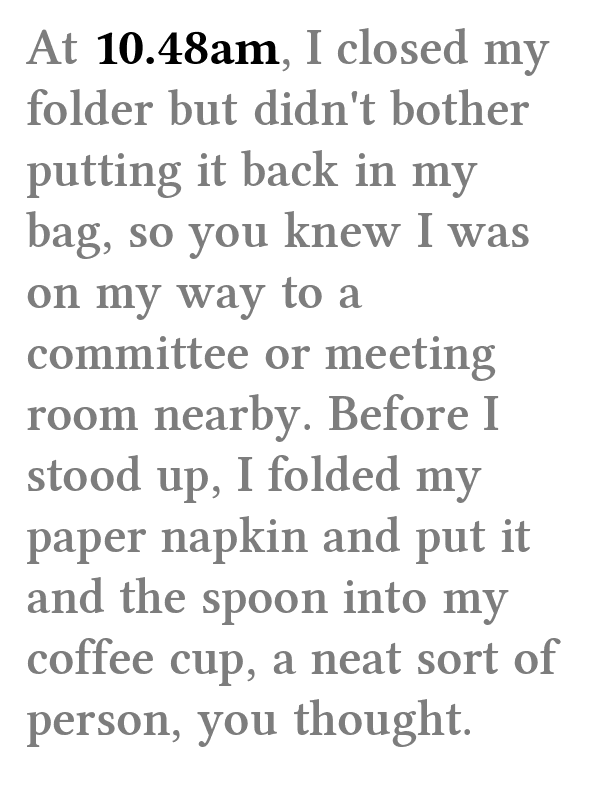 At 10.48am, I closed my
folder but didn't bother
putting it back in my
bag, so you knew I was
on my way to a
committee or meeting
room nearby. Before I
stood up, I folded my
paper napkin and put it
and the spoon into my
coffee cup, a neat sort of
person, you thought.